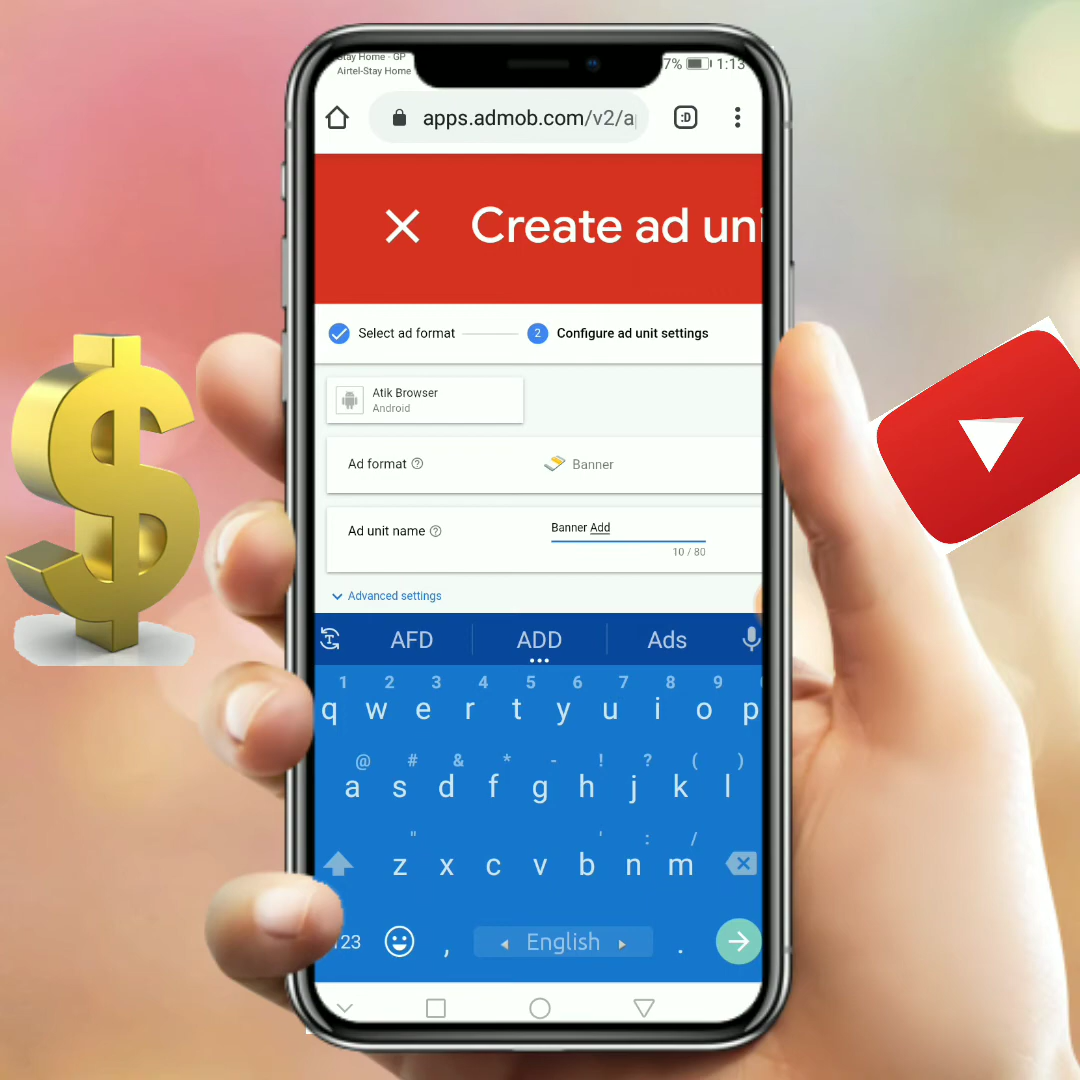 Stay Home - GP
Airtel-Stay Home
7% 1:13
apps.admob.com/v2/a
:D
Create ad uni
Select ad format
2 Configure ad unit settings
Atik Browser
Android
Ad format ? Banner
Ad unit name ? Banner Add
10 / 80
Advanced settings
T AFD ADD Ads
1 2 3 4 5 6 7 8 9
q w e r t y u i o p
@ # & * - ! ? ( )
a s d f g h j k l
" ' : /
z x c v b n m
123 , English .
$